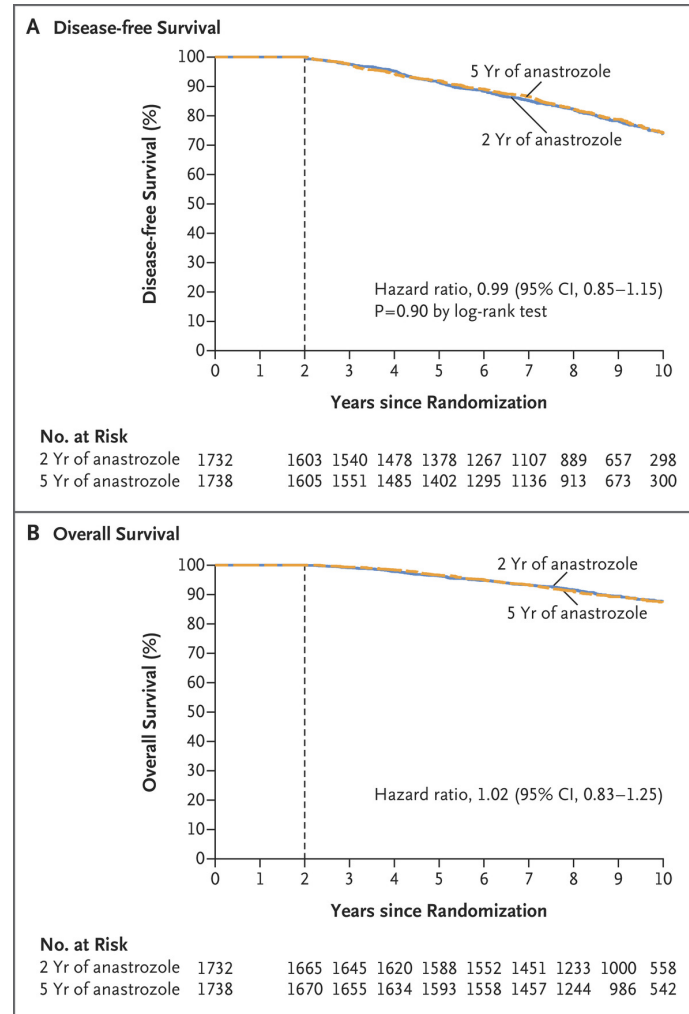 A Disease-free Survival
100
90
80
70
60
50
40
30
20
10
0
Disease-free Survival (%)
5 Yr of anastrozole
2 Yr of anastrozole
Hazard ratio, 0.99 (95% CI, 0.85–1.15)
P=0.90 by log-rank test
0 1 2 3 4 5 6 7 8 9 10
Years since Randomization
No. at Risk
2 Yr of anastrozole 1732 1603 1540 1478 1378 1267 1107 889 657 298
5 Yr of anastrozole 1738 1605 1551 1485 1402 1295 1136 913 673 300
B Overall Survival
100
90
80
70
60
50
40
30
20
10
0
Overall Survival (%)
2 Yr of anastrozole
5 Yr of anastrozole
Hazard ratio, 1.02 (95% CI, 0.83–1.25)
0 1 2 3 4 5 6 7 8 9 10
Years since Randomization
No. at Risk
2 Yr of anastrozole 1732 1665 1645 1620 1588 1552 1451 1233 1000 558
5 Yr of anastrozole 1738 1670 1655 1634 1593 1558 1457 1244 986 542